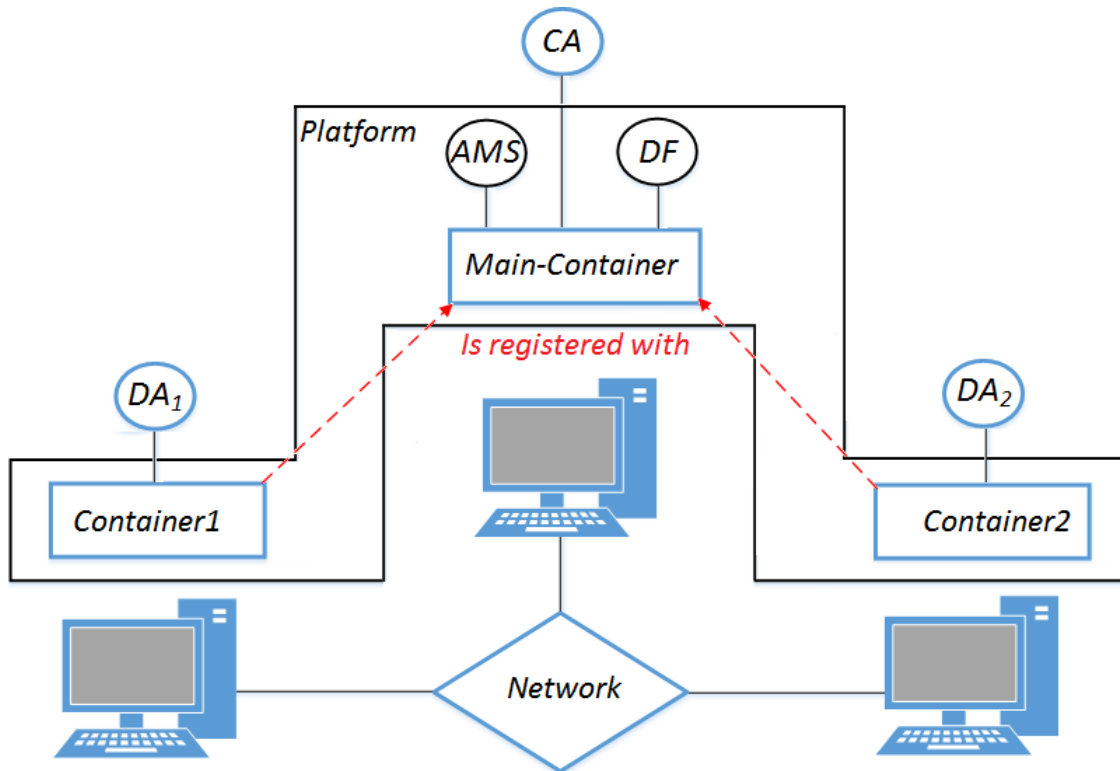 CA
Platform
AMS
DF
Main-Container
Is registered with
DA₁
DA₂
Container1
Container2
Network